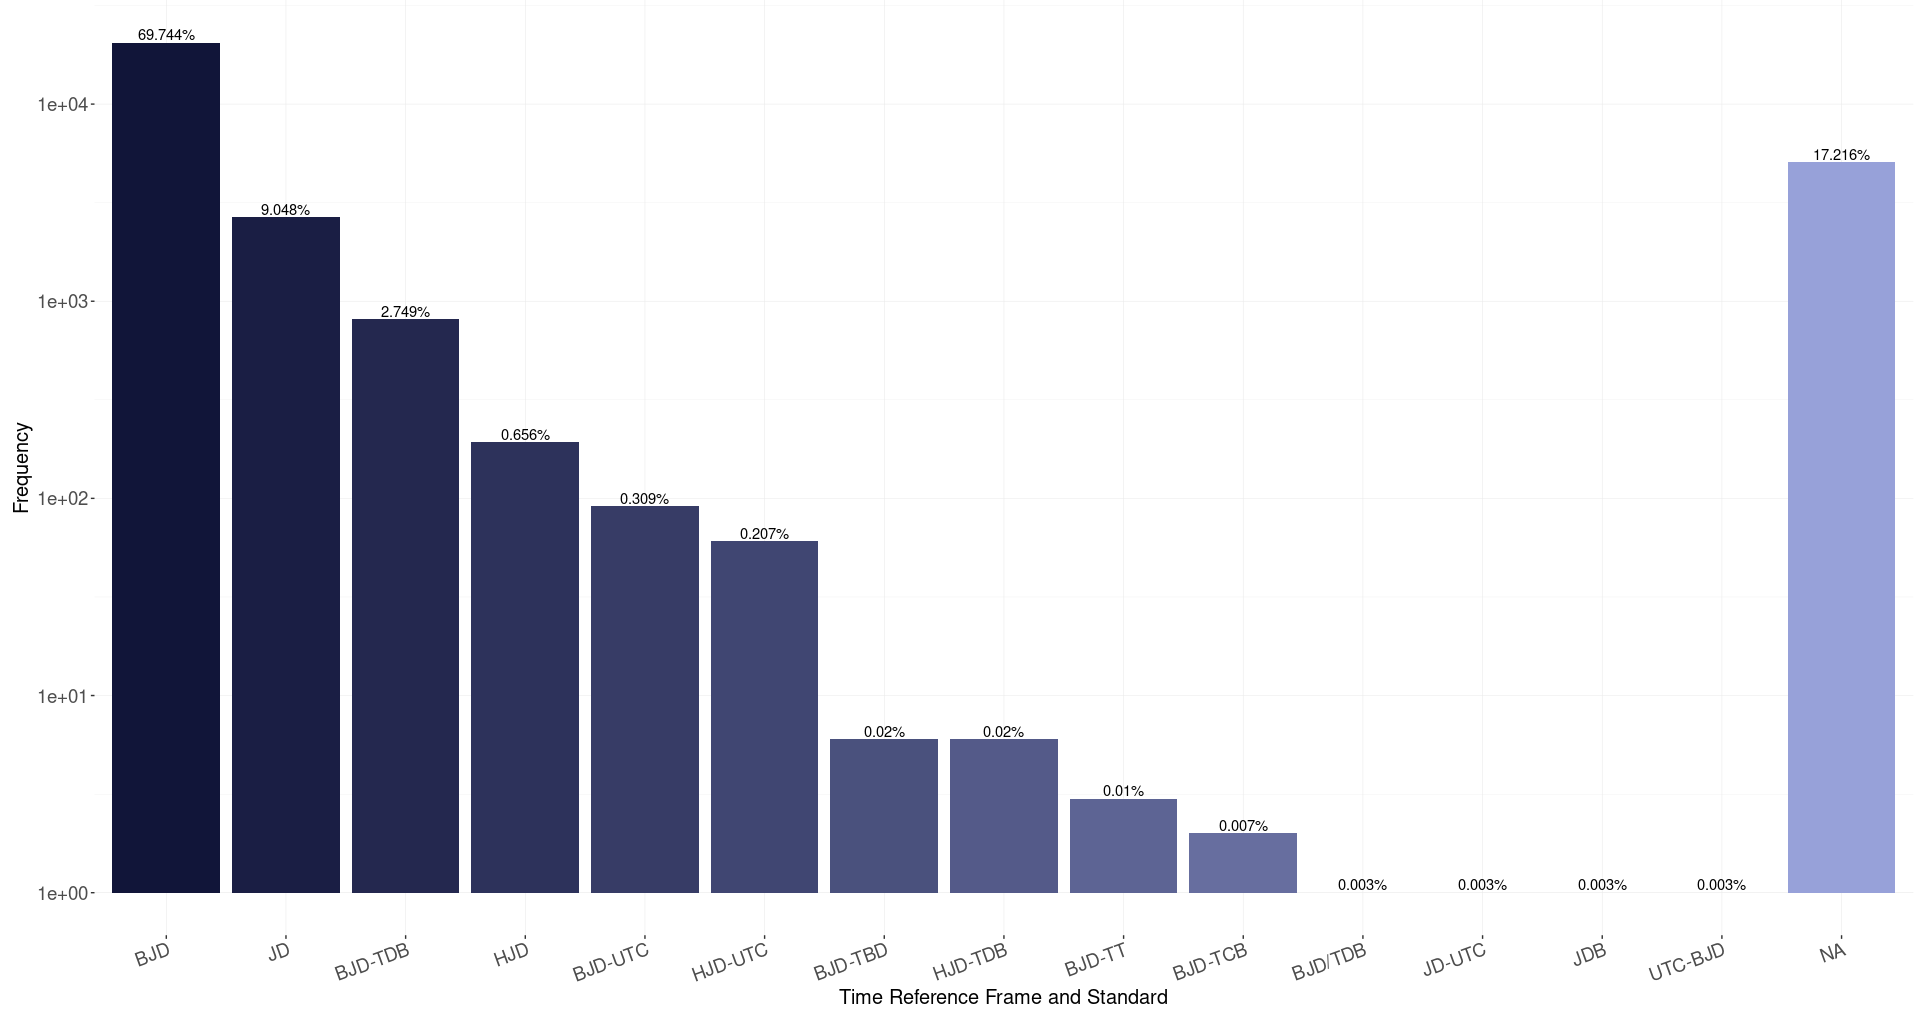 69.744%
1e+04
17.216%
9.048%
1e+03
2.749%
0.656%
Frequency
1e+02
0.309%
0.207%
1e+01
0.02%
0.02%
0.01%
0.007%
1e+00
0.003%
0.003%
0.003%
0.003%
BJD
JD
BJD-TDB
HJD
BJD-UTC
HJD-UTC
BJD-TBD
HJD-TDB
BJD-TT
BJD-TCB
BJD/TDB
JD-UTC
JDB
UTC-BJD
NA
Time Reference Frame and Standard